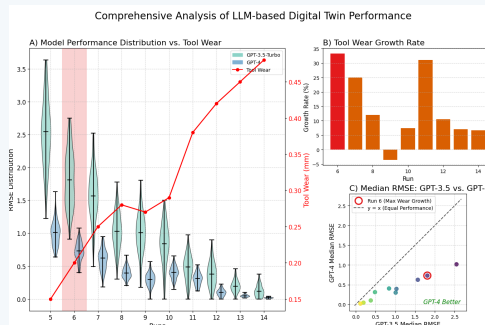 Comprehensive Analysis of LLM-based Digital Twin Performance
A) Model Performance Distribution vs. Tool Wear
GPT-3.5-Turbo
GPT-4
Tool Wear
RMSE Distribution
3.5
3.0
2.5
2.0
1.5
1.0
0.5
0.0
5 6 7 8 9 10 11 12 13 14
Tool Wear (mm)
0.45
0.40
0.35
0.30
0.25
0.20
0.15
B) Tool Wear Growth Rate
Growth Rate (%)
35
30
25
20
15
10
5
0
−5
6 8 10 12 14
Run
C) Median RMSE: GPT-3.5 vs. GPT-
Run 6 (Max Wear Growth)
y = x (Equal Performance)
GPT-4 Median RMSE
2.5
2.0
1.5
1.0
0.5
0.0
GPT-4 Better
0.0 0.5 1.0 1.5 2.0 2.5
GPT-3.5 Median RMSE